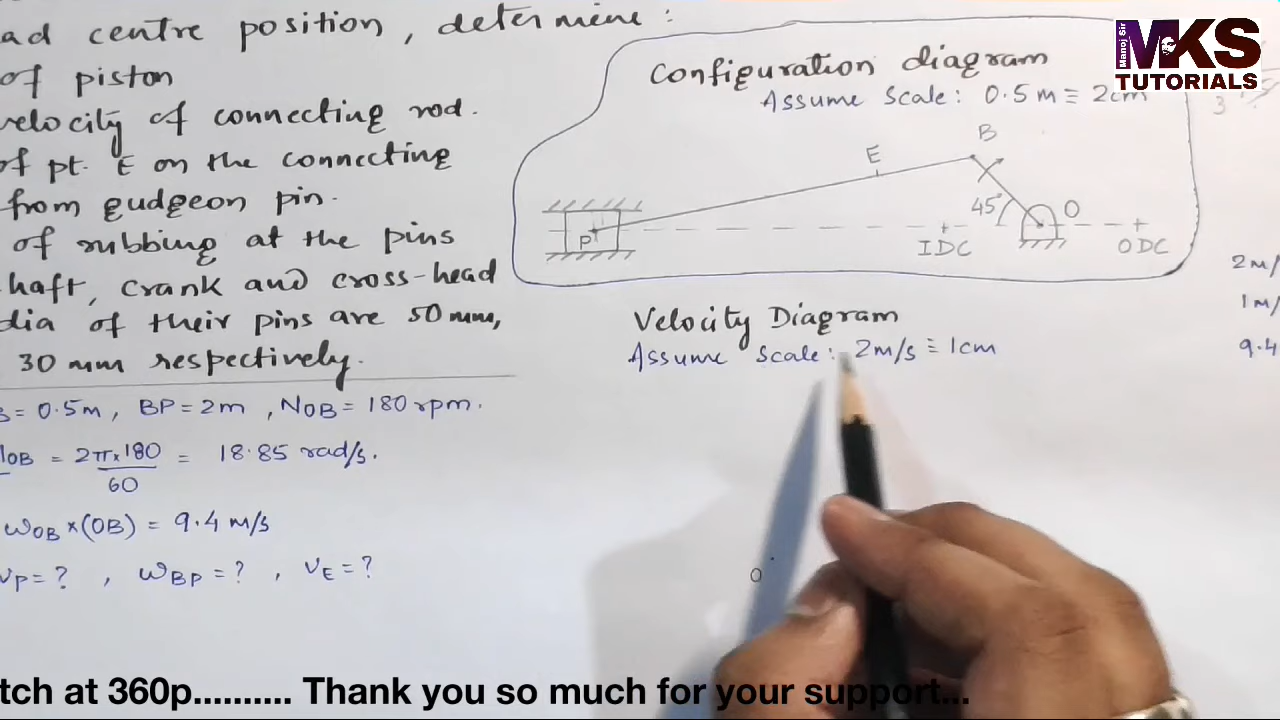 ad centre position, determine :
of piston
velocity of connecting rod.
of pt. E on the connecting
from gudgeon pin.
of rubbing at the pins
haft, crank and cross-head
dia of their pins are 50 mm,
30 mm respectively.
B = 0.5m, BP = 2m, NOB = 180 rpm.
OB = 2π×180 = 18.85 rad/s.
60
ωOB × (OB) = 9.4 m/s
VP = ? , ωBP = ? , VE = ?
Configuration diagram
Assume Scale: 0.5m ≡ 2cm
B
E
45°
O
P
IDC
ODC
Velocity Diagram
Assume Scale: 2m/s ≡ 1cm
o
2m/
1m/
9.4
Manoj Sir
MKS
TUTORIALS
tch at 360p.......... Thank you so much for your support...